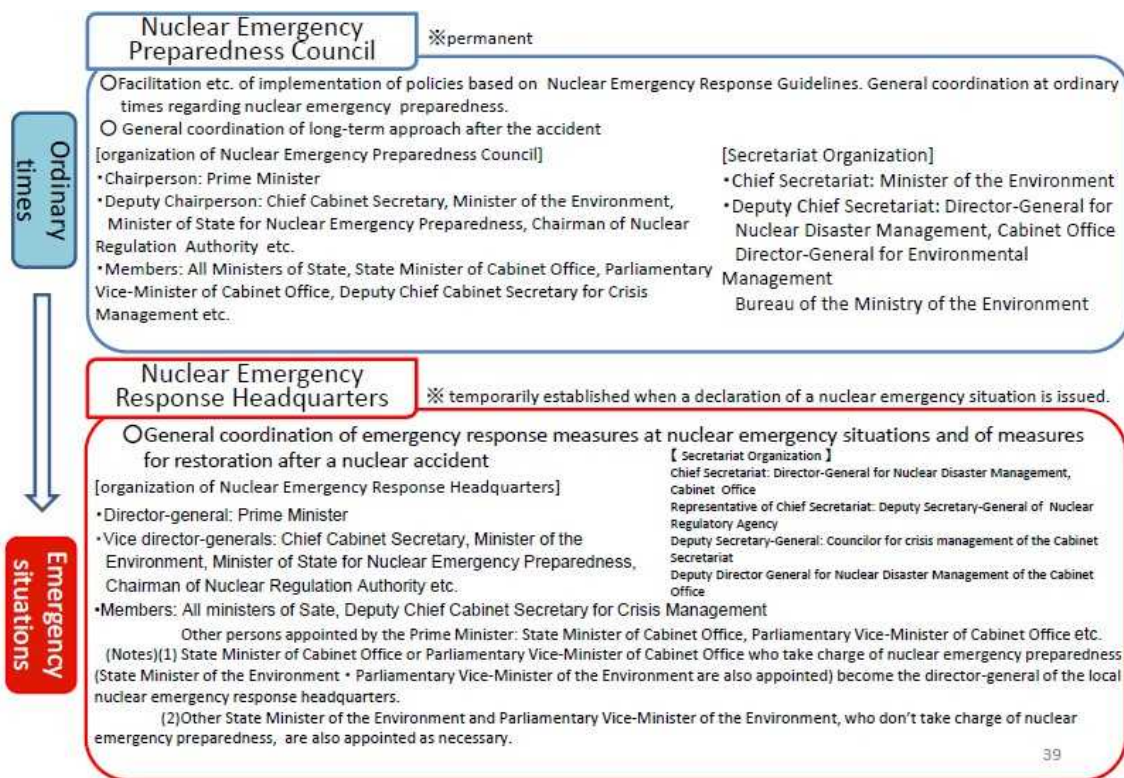 Nuclear Emergency
Preparedness Council
※permanent
○Facilitation etc. of implementation of policies based on Nuclear Emergency Response Guidelines. General coordination at ordinary
times regarding nuclear emergency preparedness.
○ General coordination of long-term approach after the accident
[organization of Nuclear Emergency Preparedness Council]
・Chairperson: Prime Minister
・Deputy Chairperson: Chief Cabinet Secretary, Minister of the Environment,
Minister of State for Nuclear Emergency Preparedness, Chairman of Nuclear
Regulation Authority etc.
・Members: All Ministers of State, State Minister of Cabinet Office, Parliamentary
Vice-Minister of Cabinet Office, Deputy Chief Cabinet Secretary for Crisis
Management etc.
[Secretariat Organization]
・Chief Secretariat: Minister of the Environment
・Deputy Chief Secretariat: Director-General for
Nuclear Disaster Management, Cabinet Office
Director-General for Environmental
Management
Bureau of the Ministry of the Environment
Ordinary
times
Nuclear Emergency
Response Headquarters
※ temporarily established when a declaration of a nuclear emergency situation is issued.
○General coordination of emergency response measures at nuclear emergency situations and of measures
for restoration after a nuclear accident
[organization of Nuclear Emergency Response Headquarters]
・Director-general: Prime Minister
・Vice director-generals: Chief Cabinet Secretary, Minister of the
Environment, Minister of State for Nuclear Emergency Preparedness,
Chairman of Nuclear Regulation Authority etc.
【 Secretariat Organization 】
Chief Secretariat: Director-General for Nuclear Disaster Management,
Cabinet Office
Representative of Chief Secretariat: Deputy Secretary-General of Nuclear
Regulatory Agency
Deputy Secretary-General: Councilor for crisis management of the Cabinet
Secretariat
Deputy Director General for Nuclear Disaster Management of the Cabinet
Office
・Members: All ministers of Sate, Deputy Chief Cabinet Secretary for Crisis Management
Other persons appointed by the Prime Minister: State Minister of Cabinet Office, Parliamentary Vice-Minister of Cabinet Office etc.
(Notes)(1) State Minister of Cabinet Office or Parliamentary Vice-Minister of Cabinet Office who take charge of nuclear emergency preparedness
(State Minister of the Environment・Parliamentary Vice-Minister of the Environment are also appointed) become the director-general of the local
nuclear emergency response headquarters.
(2)Other State Minister of the Environment and Parliamentary Vice-Minister of the Environment, who don't take charge of nuclear
emergency preparedness, are also appointed as necessary.
Emergency
situations
39